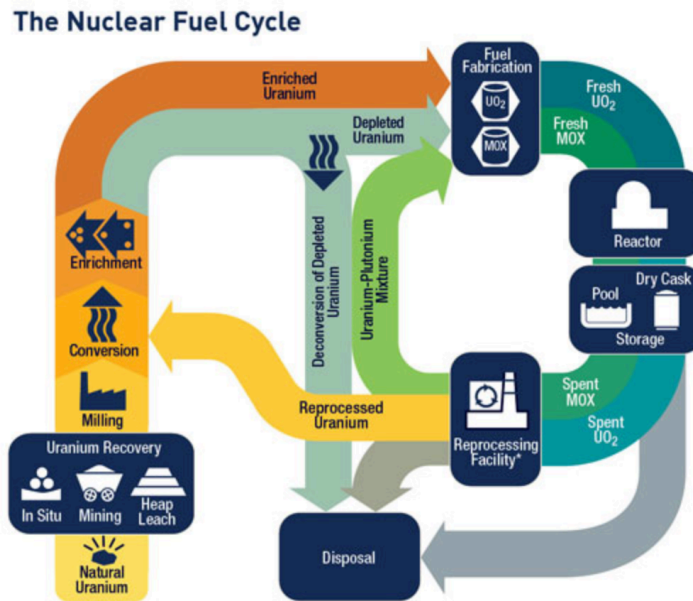 The Nuclear Fuel Cycle
Enriched
Uranium
Depleted
Uranium
Fuel
Fabrication
UO₂
MOX
Fresh
UO₂
Fresh
MOX
Reactor
Dry Cask
Pool
Storage
Enrichment
Conversion
Milling
Deconversion of Depleted
Uranium
Uranium-Plutonium
Mixture
Reprocessed
Uranium
Reprocessing
Facility*
Spent
MOX
Spent
UO₂
Uranium Recovery
In Situ
Mining
Heap
Leach
Natural
Uranium
Disposal